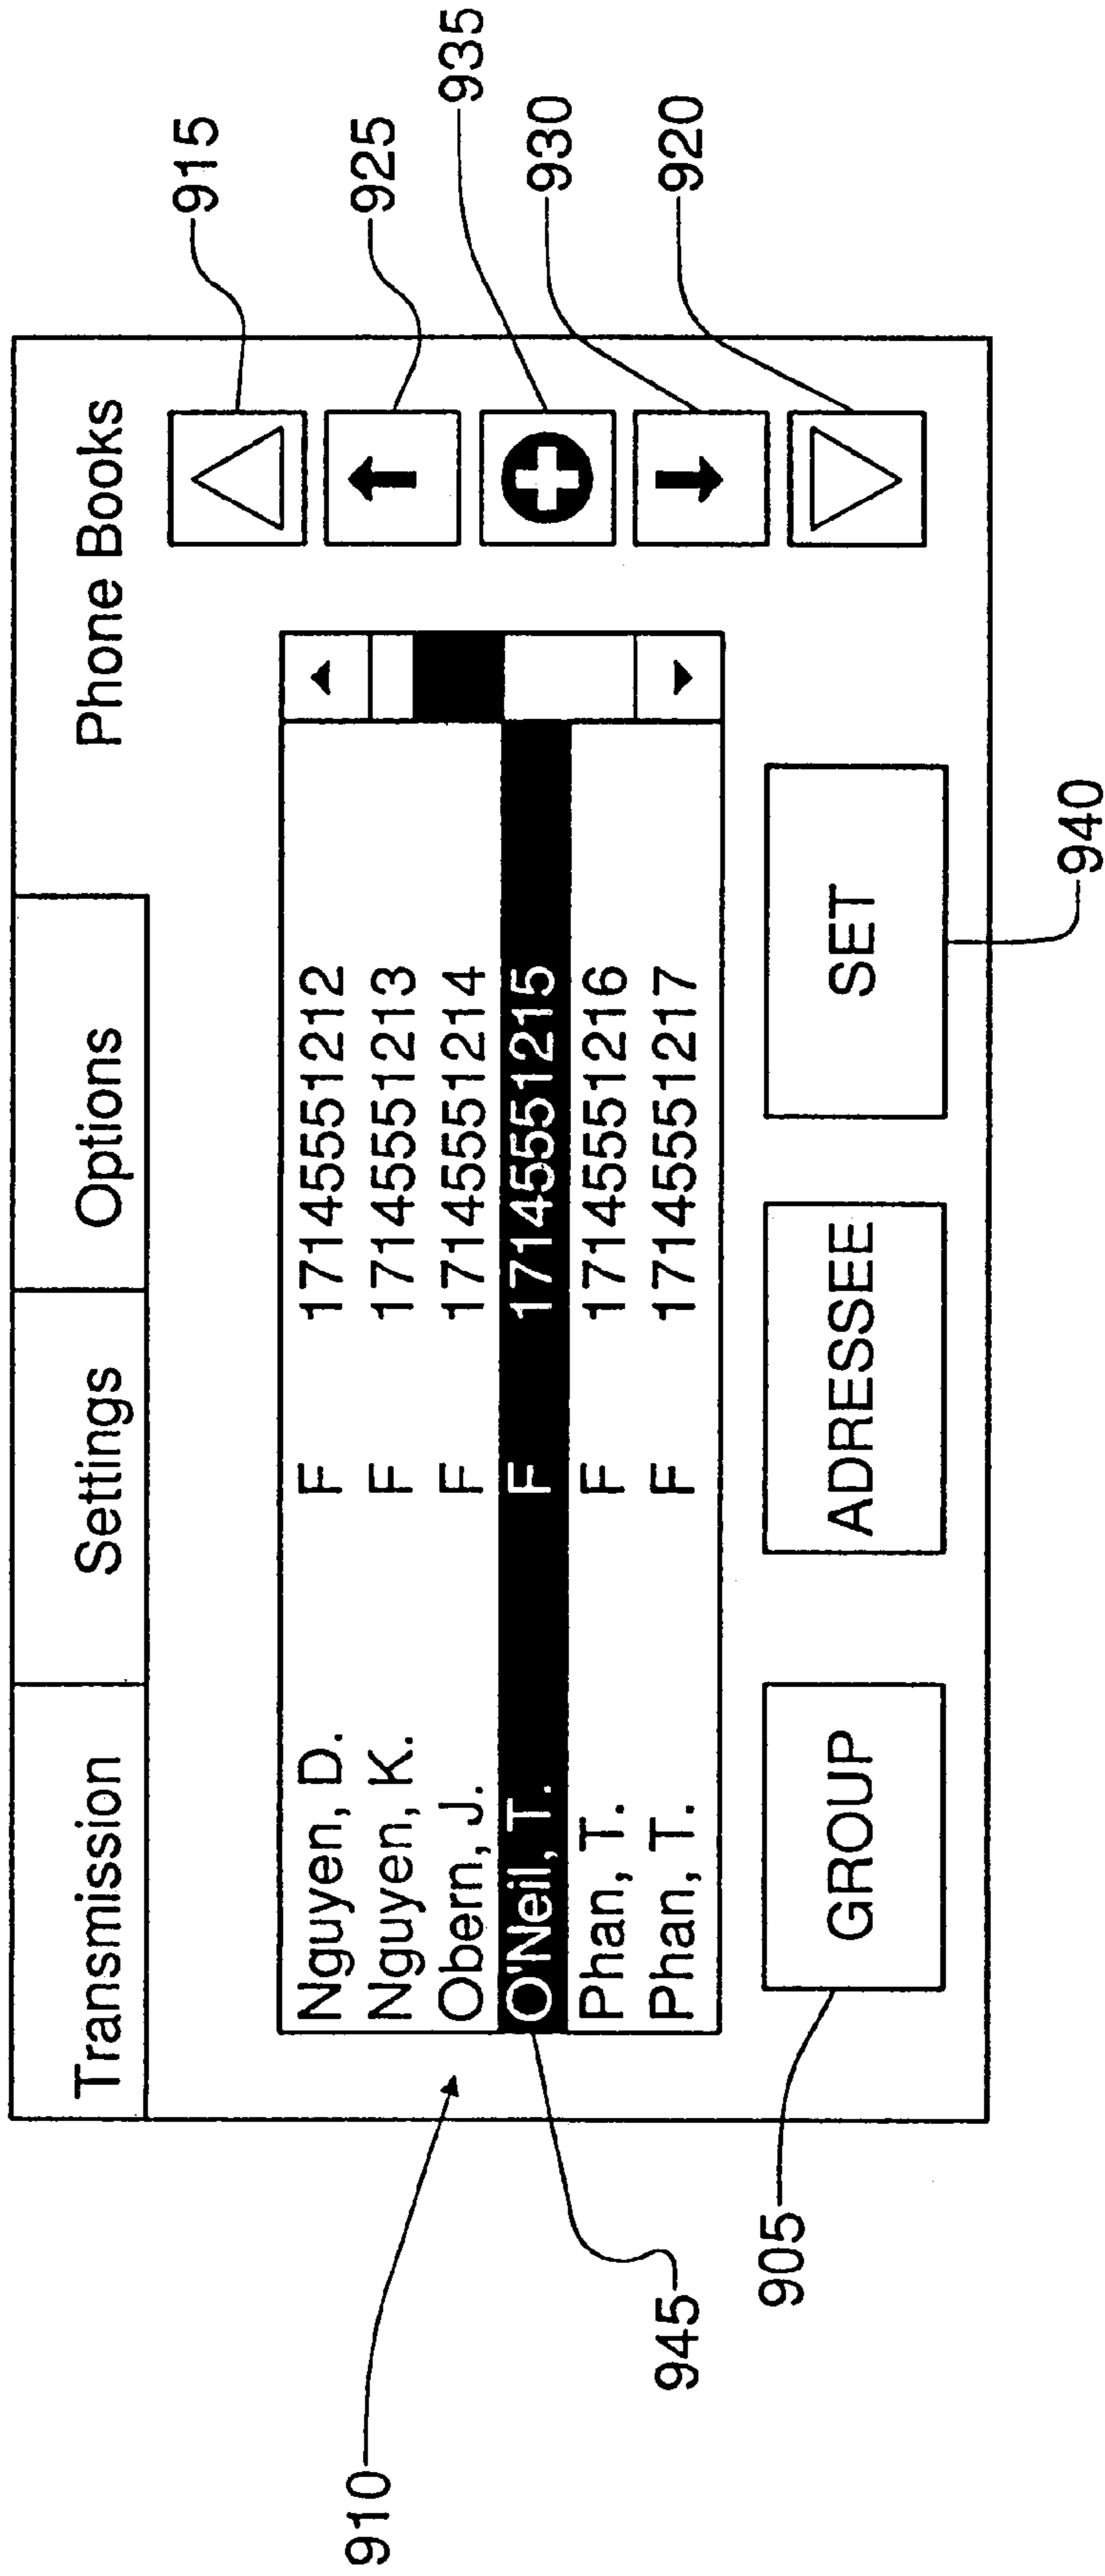 Transmission Settings Options Phone Books
915
925
935
930
920
910
Nguyen, D. F 17145551212
Nguyen, K. F 17145551213
Obern, J. F 17145551214
O'Neil, T. F 17145551215
Phan, T. F 17145551216
Phan, T. F 17145551217
945
905
GROUP ADRESSEE SET
940